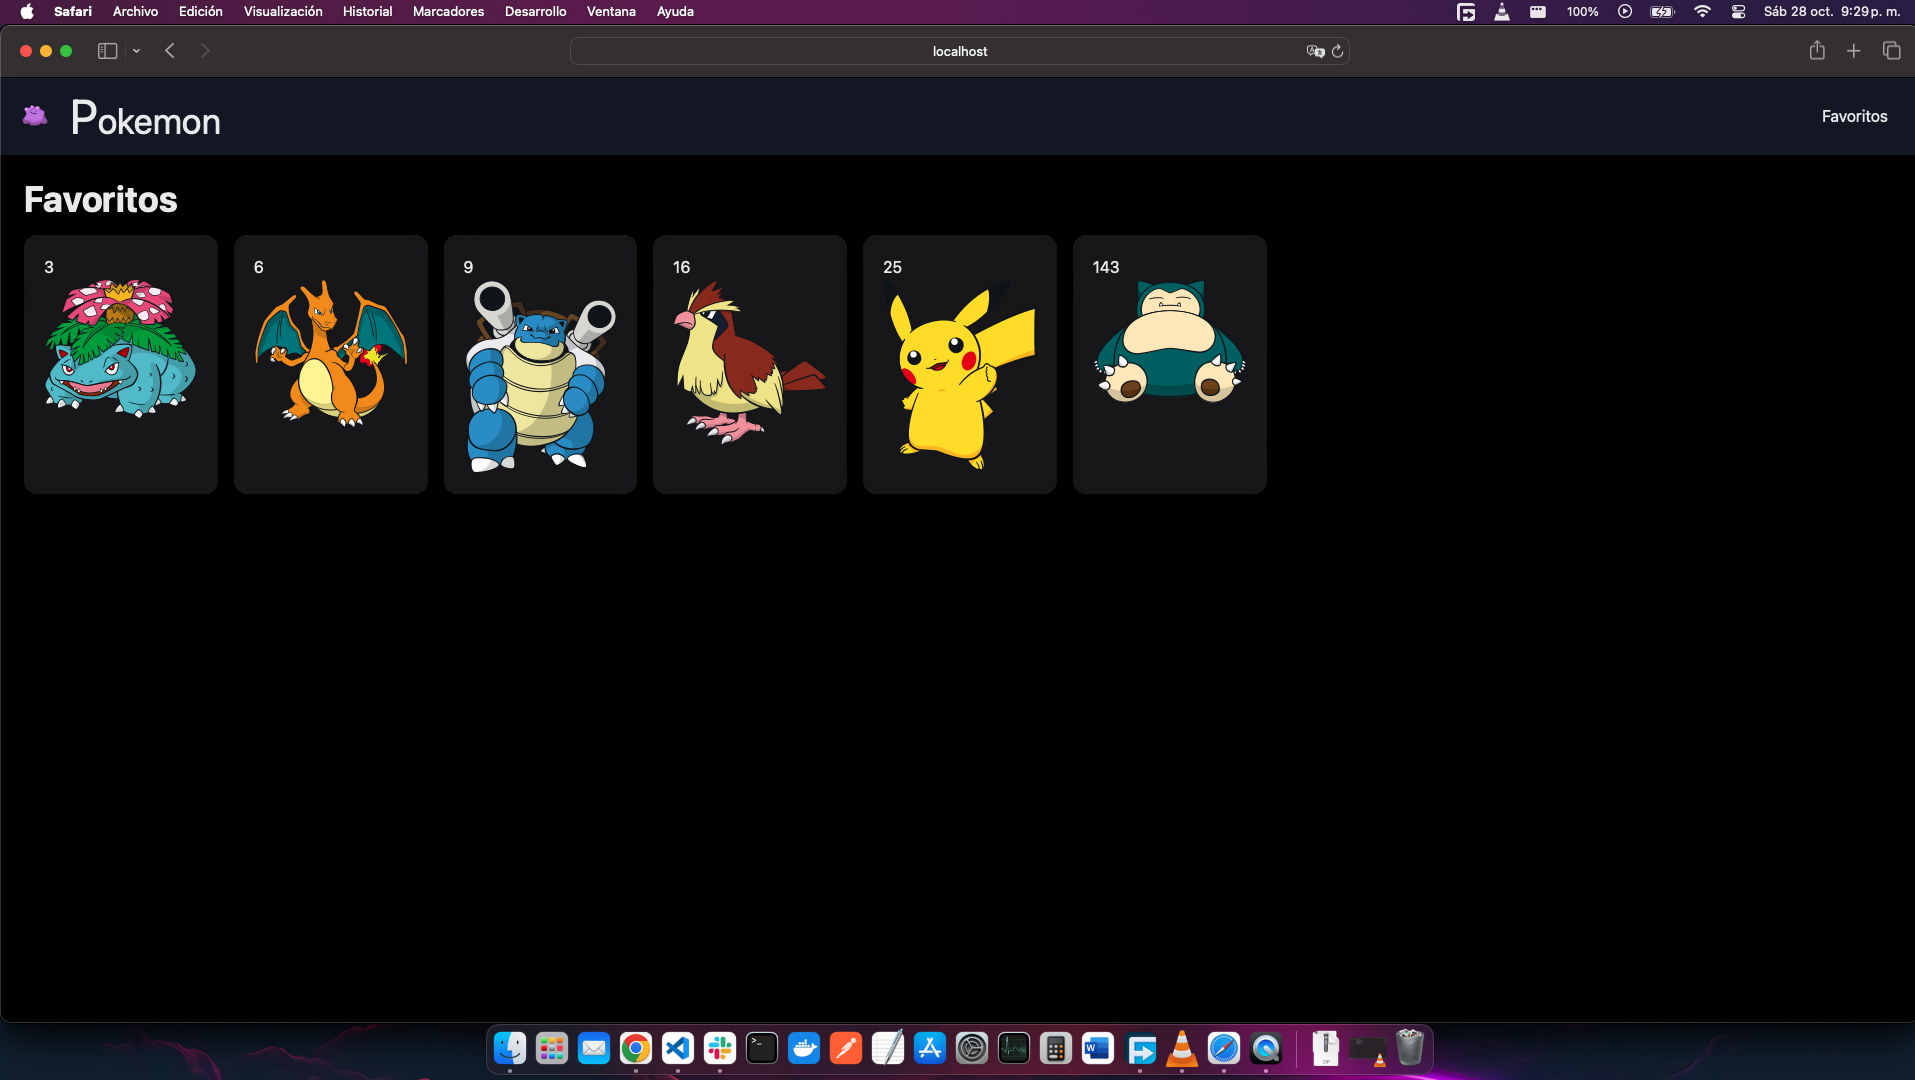 Safari Archivo Edición Visualización Historial Marcadores Desarrollo Ventana Ayuda 100% Sáb 28 oct. 9:29 p. m.
localhost
Pokemon Favoritos
Favoritos
3 6 9 16 25 143